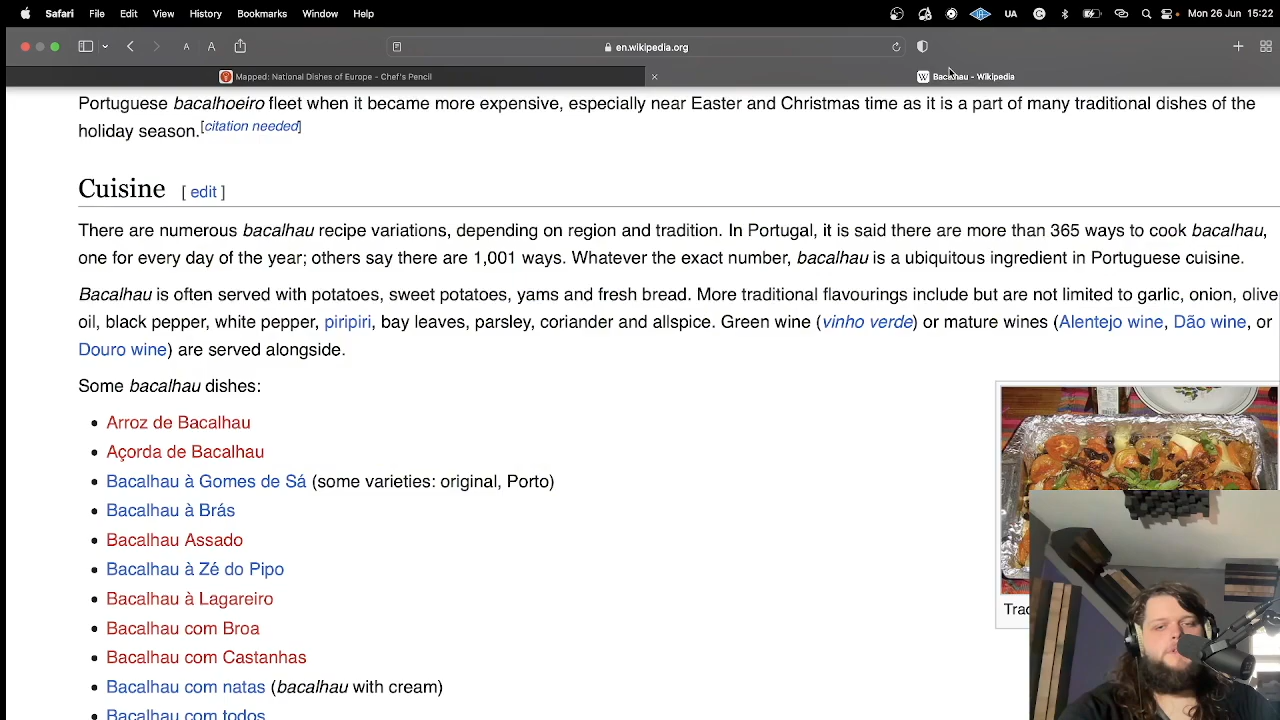 Safari File Edit View History Bookmarks Window Help UA Mon 26 Jun 15:22
A A en.wikipedia.org
Mapped: National Dishes of Europe - Chef's Pencil
W Bacalhau - Wikipedia
Portuguese bacalhoeiro fleet when it became more expensive, especially near Easter and Christmas time as it is a part of many traditional dishes of the
holiday season.[citation needed]
Cuisine [ edit ]
There are numerous bacalhau recipe variations, depending on region and tradition. In Portugal, it is said there are more than 365 ways to cook bacalhau,
one for every day of the year; others say there are 1,001 ways. Whatever the exact number, bacalhau is a ubiquitous ingredient in Portuguese cuisine.
Bacalhau is often served with potatoes, sweet potatoes, yams and fresh bread. More traditional flavourings include but are not limited to garlic, onion, olive
oil, black pepper, white pepper, piripiri, bay leaves, parsley, coriander and allspice. Green wine (vinho verde) or mature wines (Alentejo wine, Dão wine, or
Douro wine) are served alongside.
Some bacalhau dishes:
Arroz de Bacalhau
Açorda de Bacalhau
Bacalhau à Gomes de Sá (some varieties: original, Porto)
Bacalhau à Brás
Bacalhau Assado
Bacalhau à Zé do Pipo
Bacalhau à Lagareiro
Trad
Bacalhau com Broa
Bacalhau com Castanhas
Bacalhau com natas (bacalhau with cream)
Bacalhau com todos